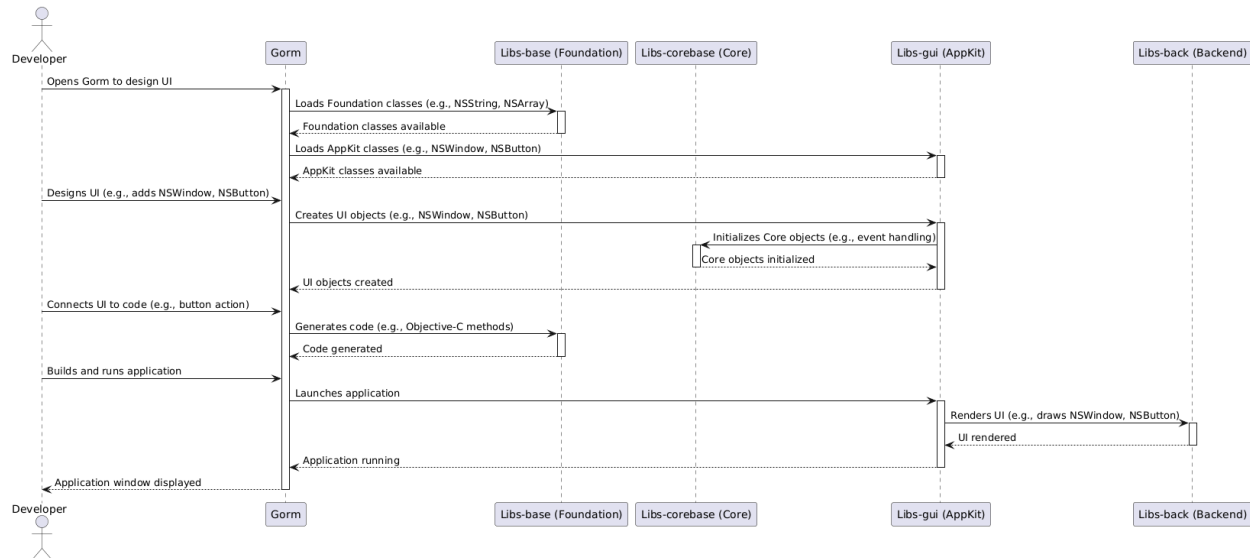 Developer
Gorm
Libs-base (Foundation)
Libs-corebase (Core)
Libs-gui (AppKit)
Libs-back (Backend)
Opens Gorm to design UI
Loads Foundation classes (e.g., NSString, NSArray)
Foundation classes available
Loads AppKit classes (e.g., NSWindow, NSButton)
AppKit classes available
Designs UI (e.g., adds NSWindow, NSButton)
Creates UI objects (e.g., NSWindow, NSButton)
Initializes Core objects (e.g., event handling)
Core objects initialized
UI objects created
Connects UI to code (e.g., button action)
Generates code (e.g., Objective-C methods)
Code generated
Builds and runs application
Launches application
Renders UI (e.g., draws NSWindow, NSButton)
UI rendered
Application running
Application window displayed
Developer
Gorm
Libs-base (Foundation)
Libs-corebase (Core)
Libs-gui (AppKit)
Libs-back (Backend)